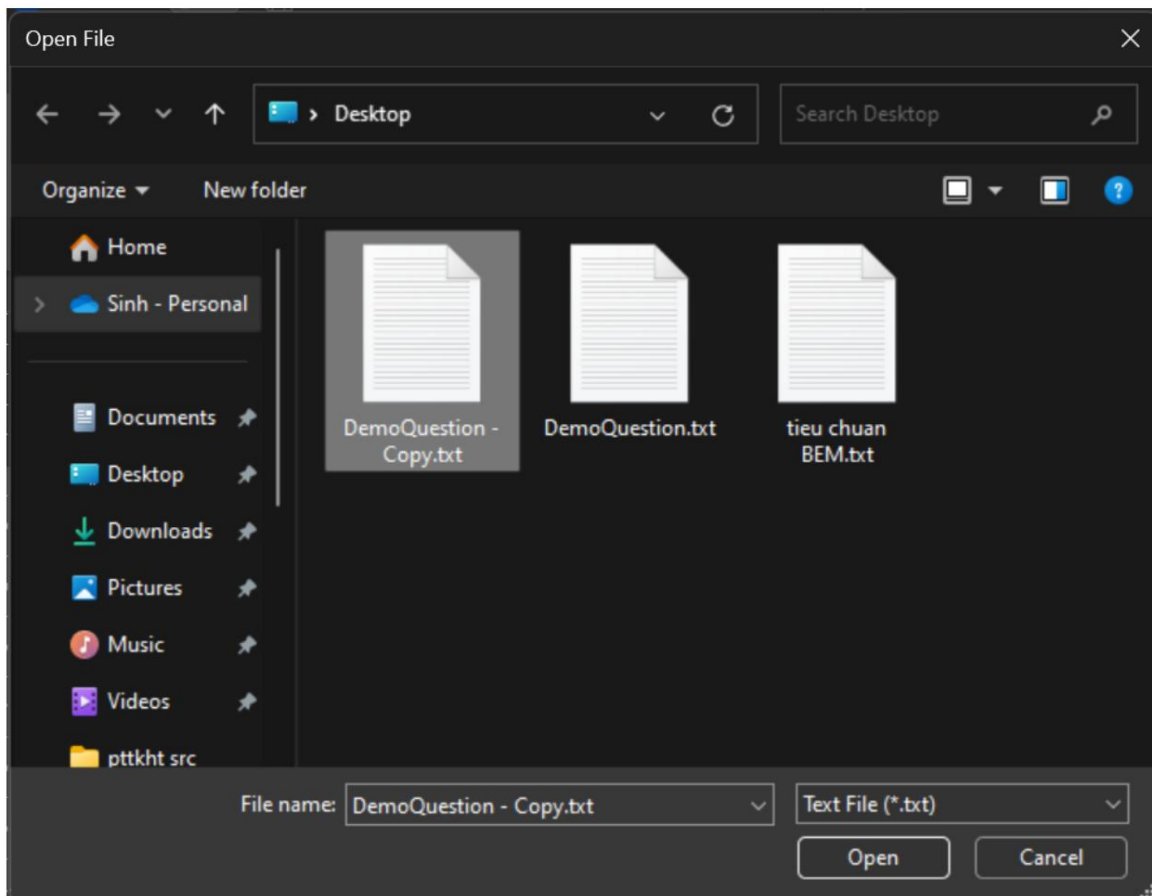 Open File
Desktop
Search Desktop
Organize
New folder
Home
Sinh - Personal
Documents
Desktop
Downloads
Pictures
Music
Videos
pttkht src
DemoQuestion -
Copy.txt
DemoQuestion.txt
tieu chuan
BEM.txt
File name: DemoQuestion - Copy.txt
Text File (*.txt)
Open
Cancel